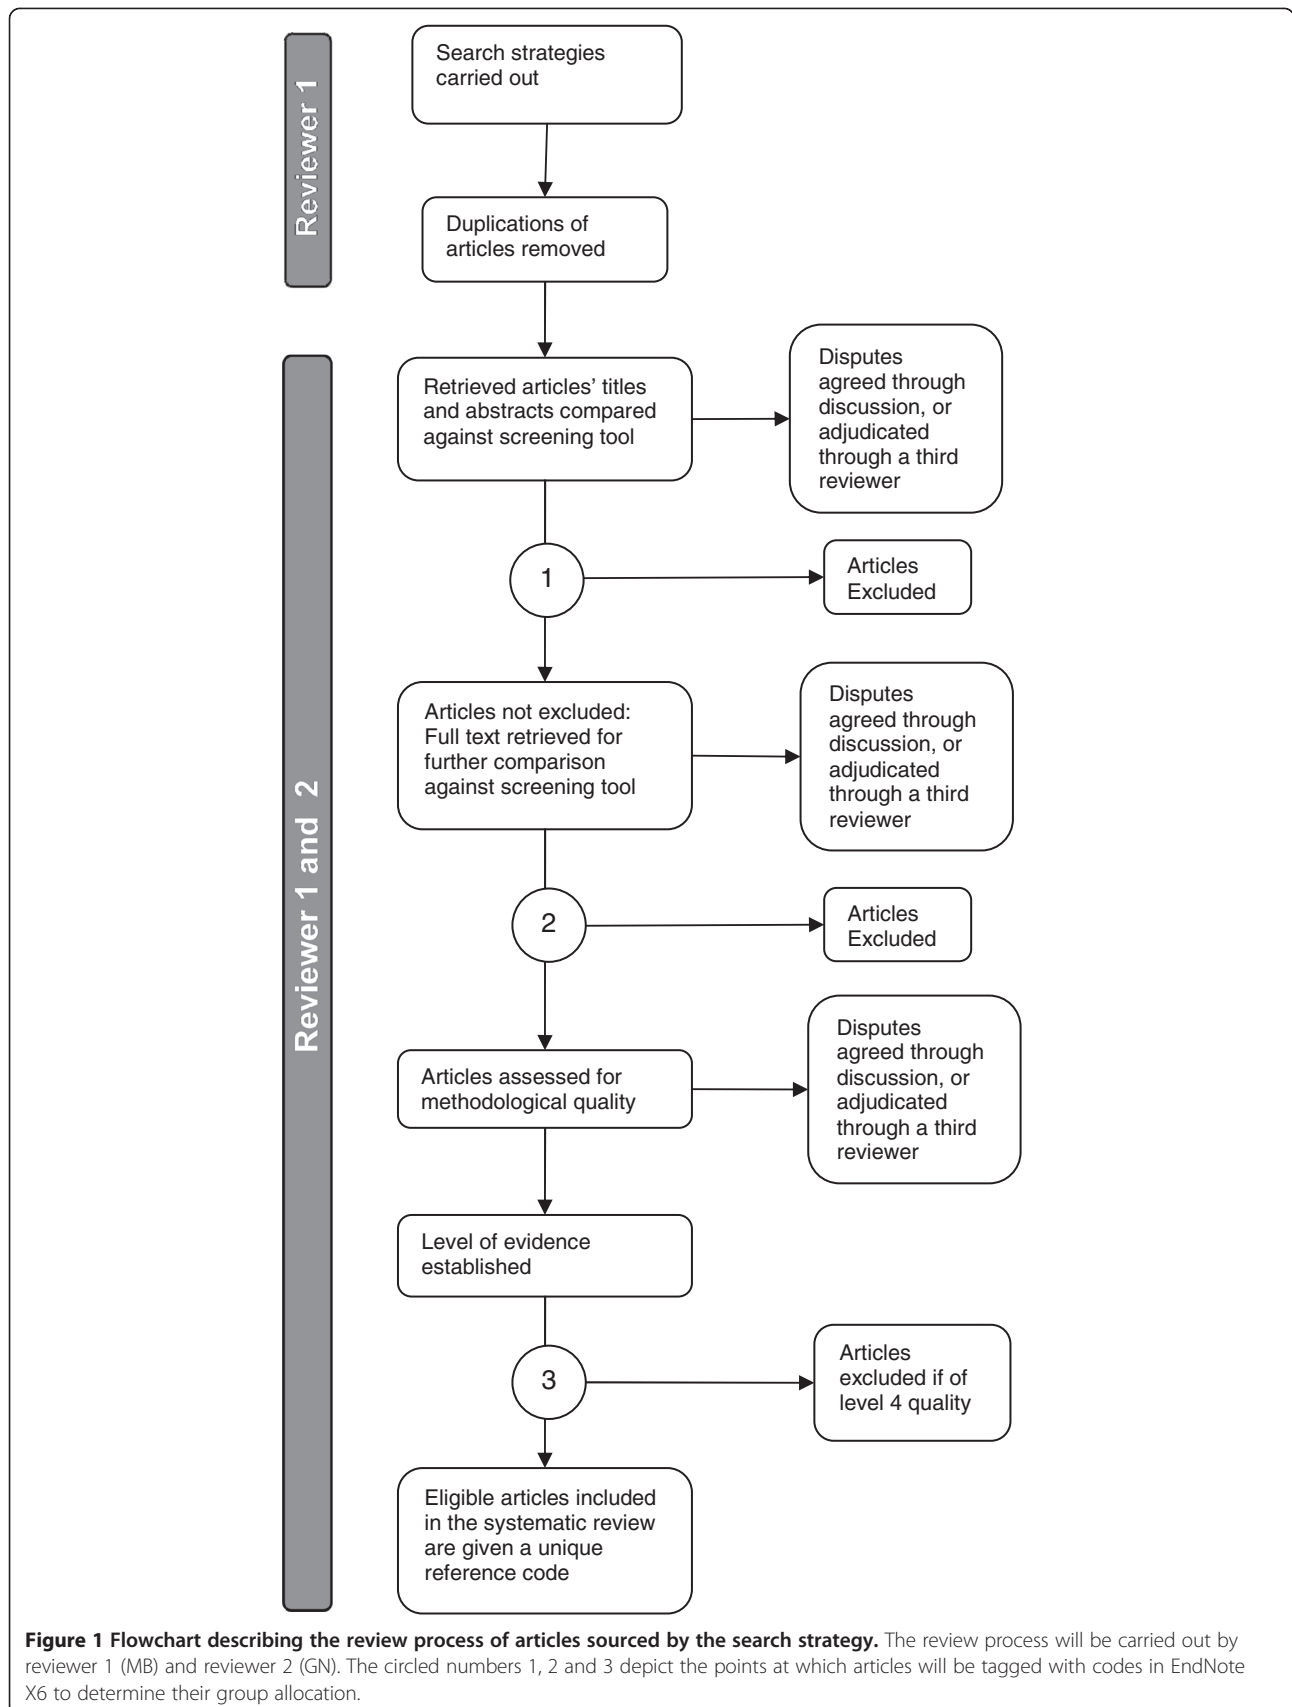 Reviewer 1
Search strategies
carried out
Duplications of
articles removed
Reviewer 1 and 2
Retrieved articles’ titles
and abstracts compared
against screening tool
Disputes
agreed through
discussion, or
adjudicated
through a third
reviewer
1
Articles
Excluded
Articles not excluded:
Full text retrieved for
further comparison
against screening tool
Disputes
agreed through
discussion, or
adjudicated
through a third
reviewer
2
Articles
Excluded
Articles assessed for
methodological quality
Disputes
agreed through
discussion, or
adjudicated
through a third
reviewer
Level of evidence
established
3
Articles
excluded if of
level 4 quality
Eligible articles included
in the systematic review
are given a unique
reference code
Figure 1 Flowchart describing the review process of articles sourced by the search strategy. The review process will be carried out by
reviewer 1 (MB) and reviewer 2 (GN). The circled numbers 1, 2 and 3 depict the points at which articles will be tagged with codes in EndNote
X6 to determine their group allocation.